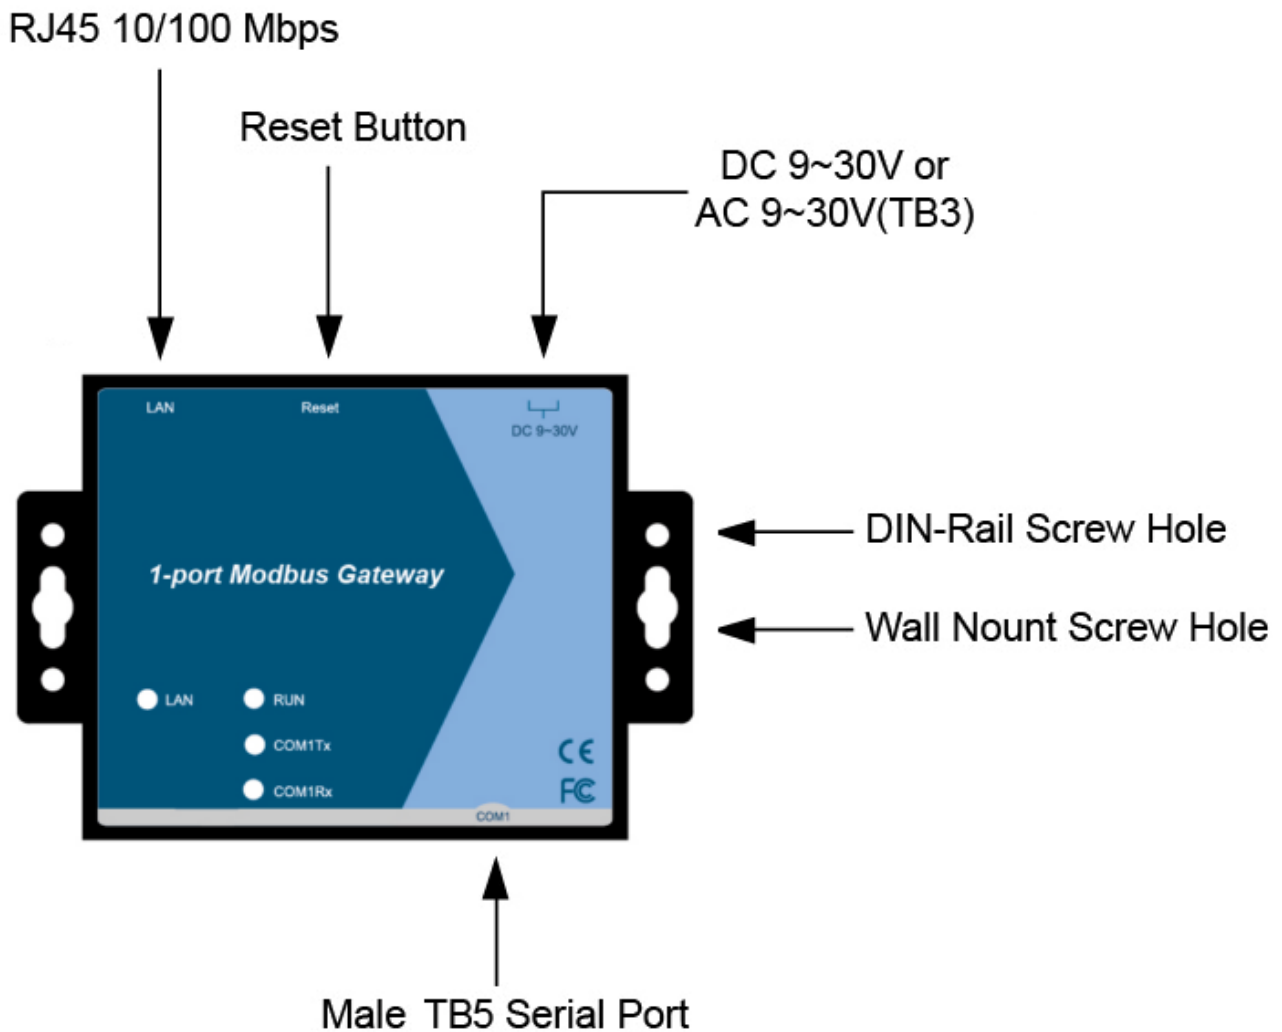 RJ45 10/100 Mbps
Reset Button
DC 9~30V or
AC 9~30V(TB3)
LAN
Reset
DC 9~30V
DIN-Rail Screw Hole
1-port Modbus Gateway
Wall Nount Screw Hole
LAN
RUN
COM1Tx
COM1Rx
CE
FC
COM1
Male TB5 Serial Port